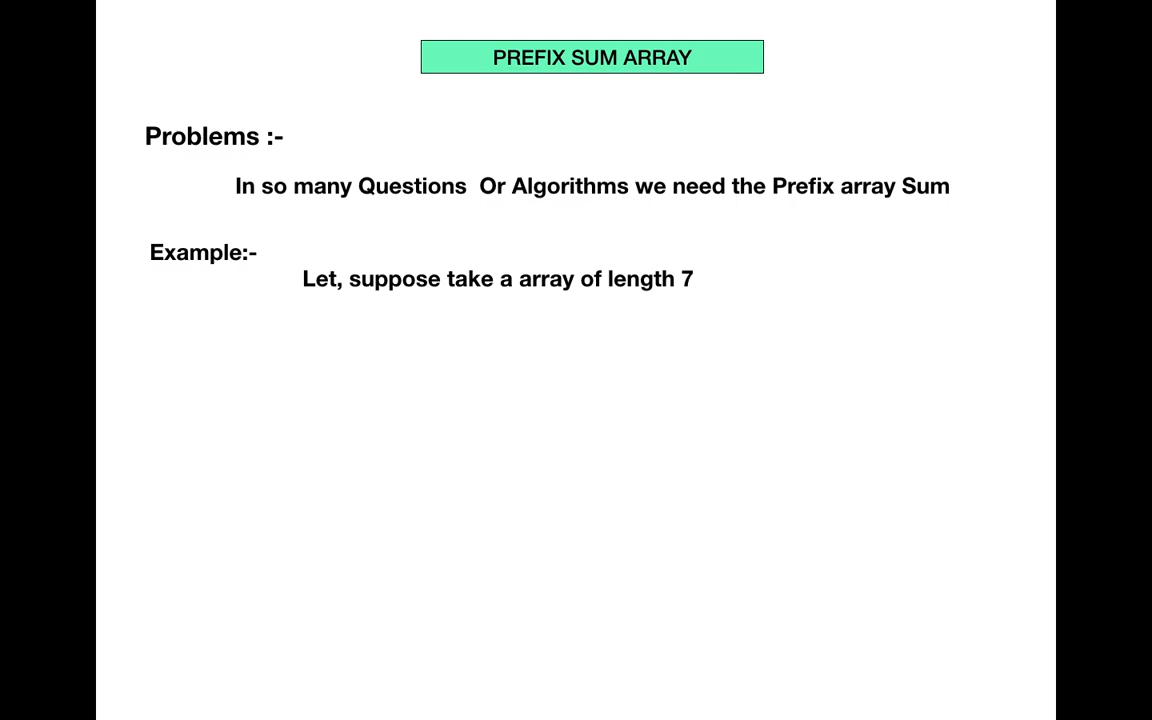 PREFIX SUM ARRAY
Problems :-
In so many Questions  Or Algorithms we need the Prefix array Sum
Example:-
Let, suppose take a array of length 7